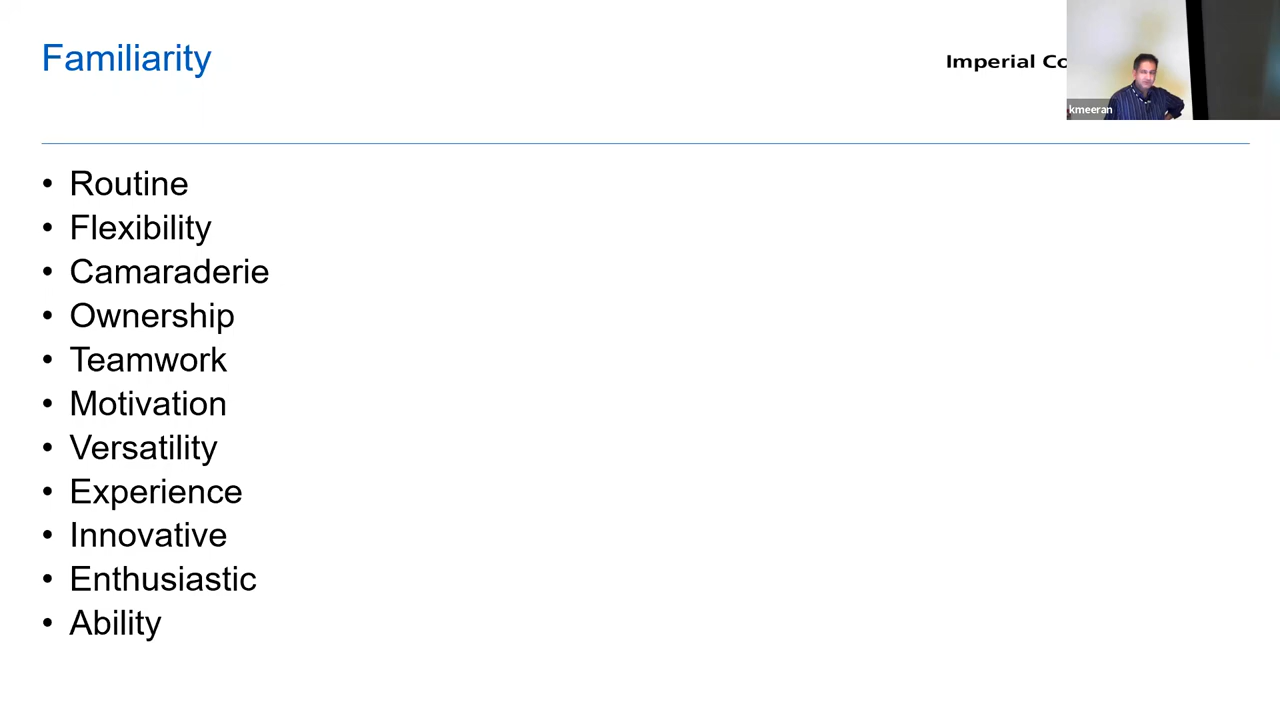 Familiarity
Imperial Co
kmeeran
• Routine
• Flexibility
• Camaraderie
• Ownership
• Teamwork
• Motivation
• Versatility
• Experience
• Innovative
• Enthusiastic
• Ability